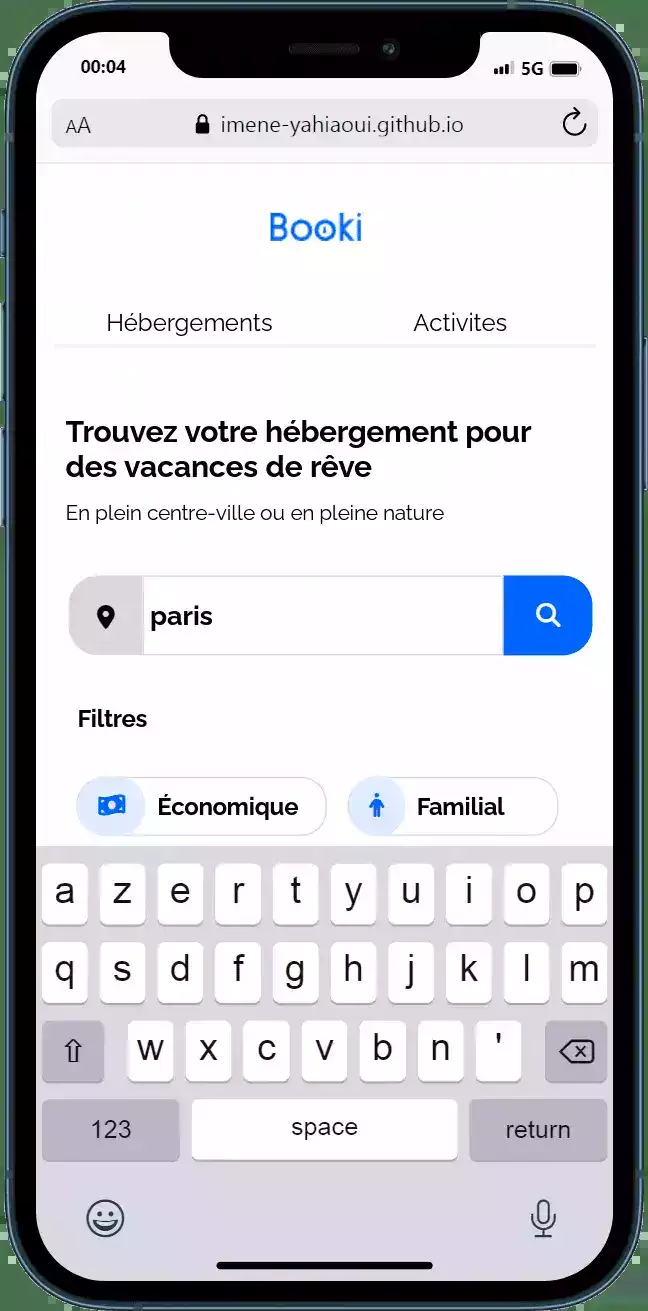 00:04 5G
AA imene-yahiaoui.github.io
Booki
Hébergements Activites
Trouvez votre hébergement pour
des vacances de rêve
En plein centre-ville ou en pleine nature
paris
Filtres
Économique Familial
a z e r t y u i o p
q s d f g h j k l m
w x c v b n '
123 space return